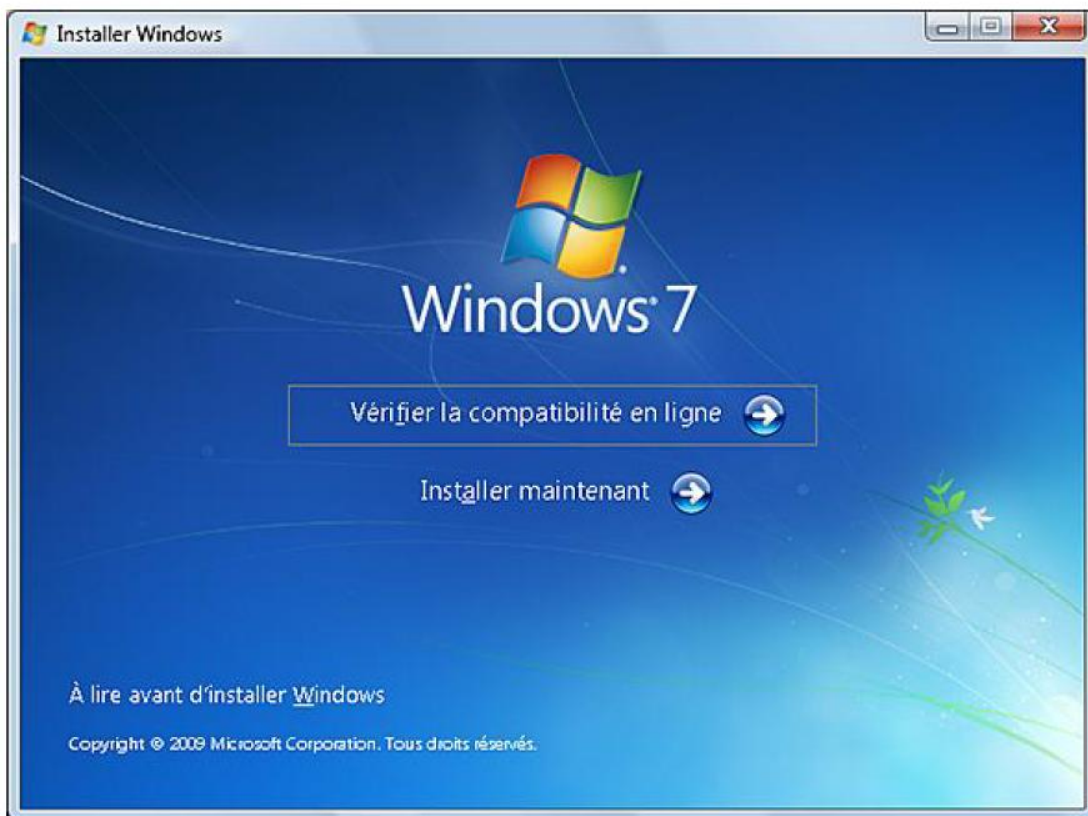 Installer Windows
Windows® 7
Vérifier la compatibilité en ligne
Installer maintenant
À lire avant d'installer Windows
Copyright © 2009 Microsoft Corporation. Tous droits réservés.